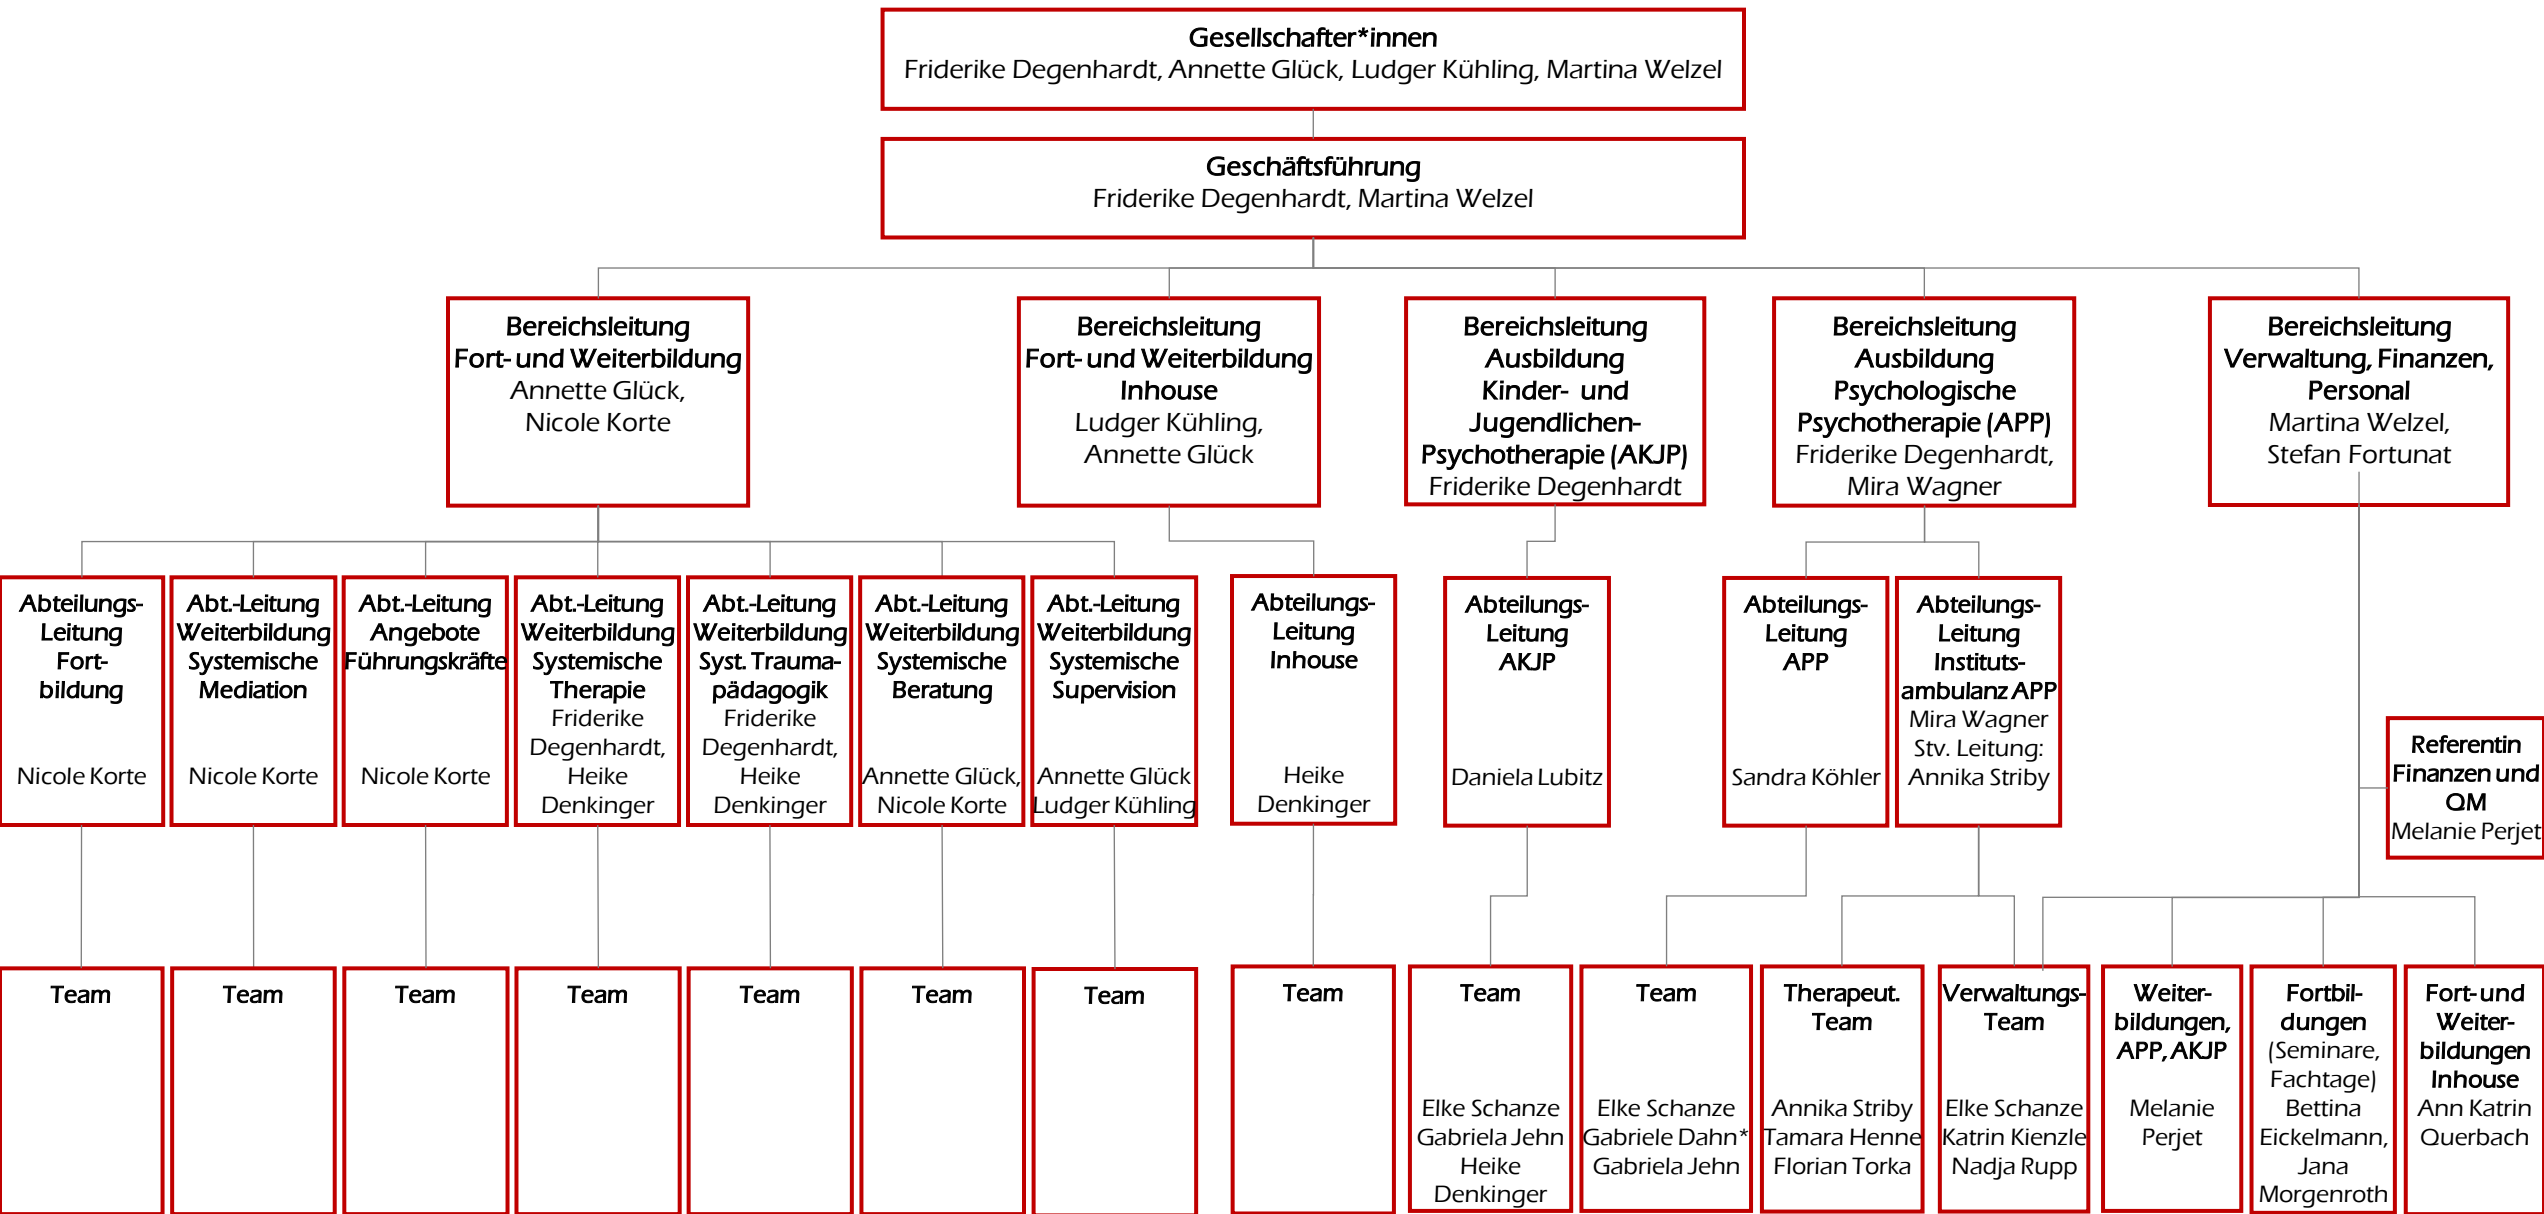 Gesellschafter*innen
Friderike Degenhardt, Annette Glück, Ludger Kühling, Martina Welzel
Geschäftsführung
Friderike Degenhardt, Martina Welzel
Bereichsleitung
Fort- und Weiterbildung
Annette Glück,
Nicole Korte
Bereichsleitung
Fort- und Weiterbildung
Inhouse
Ludger Kühling,
Annette Glück
Bereichsleitung
Ausbildung
Kinder- und
Jugendlichen-
Psychotherapie (AKJP)
Friderike Degenhardt
Bereichsleitung
Ausbildung
Psychologische
Psychotherapie (APP)
Friderike Degenhardt,
Mira Wagner
Bereichsleitung
Verwaltung, Finanzen,
Personal
Martina Welzel,
Stefan Fortunat
Abteilungs-
Leitung
Fort-
bildung
Nicole Korte
Abt.-Leitung
Weiterbildung
Systemische
Mediation
Nicole Korte
Abt.-Leitung
Angebote
Führungskräfte
Nicole Korte
Abt.-Leitung
Weiterbildung
Systemische
Therapie
Friderike
Degenhardt,
Heike
Denkinger
Abt.-Leitung
Weiterbildung
Syst. Trauma-
pädagogik
Friderike
Degenhardt,
Heike
Denkinger
Abt.-Leitung
Weiterbildung
Systemische
Beratung
Annette Glück,
Nicole Korte
Abt.-Leitung
Weiterbildung
Systemische
Supervision
Annette Glück
Ludger Kühling
Abteilungs-
Leitung
Inhouse
Heike
Denkinger
Abteilungs-
Leitung
AKJP
Daniela Lubitz
Abteilungs-
Leitung
APP
Sandra Köhler
Abteilungs-
Leitung
Instituts-
ambulanz APP
Mira Wagner
Stv. Leitung:
Annika Striby
Referentin
Finanzen und
QM
Melanie Perjet
Team
Team
Team
Team
Team
Team
Team
Team
Team
Elke Schanze
Gabriela Jehn
Heike
Denkinger
Team
Elke Schanze
Gabriele Dahn*
Gabriela Jehn
Therapeut.
Team
Annika Striby
Tamara Henne
Florian Torka
Verwaltungs-
Team
Elke Schanze
Katrin Kienzle
Nadja Rupp
Weiter-
bildungen,
APP, AKJP
Melanie
Perjet
Fortbil-
dungen
(Seminare,
Fachtage)
Bettina
Eickelmann,
Jana
Morgenroth
Fort- und
Weiter-
bildungen
Inhouse
Ann Katrin
Querbach